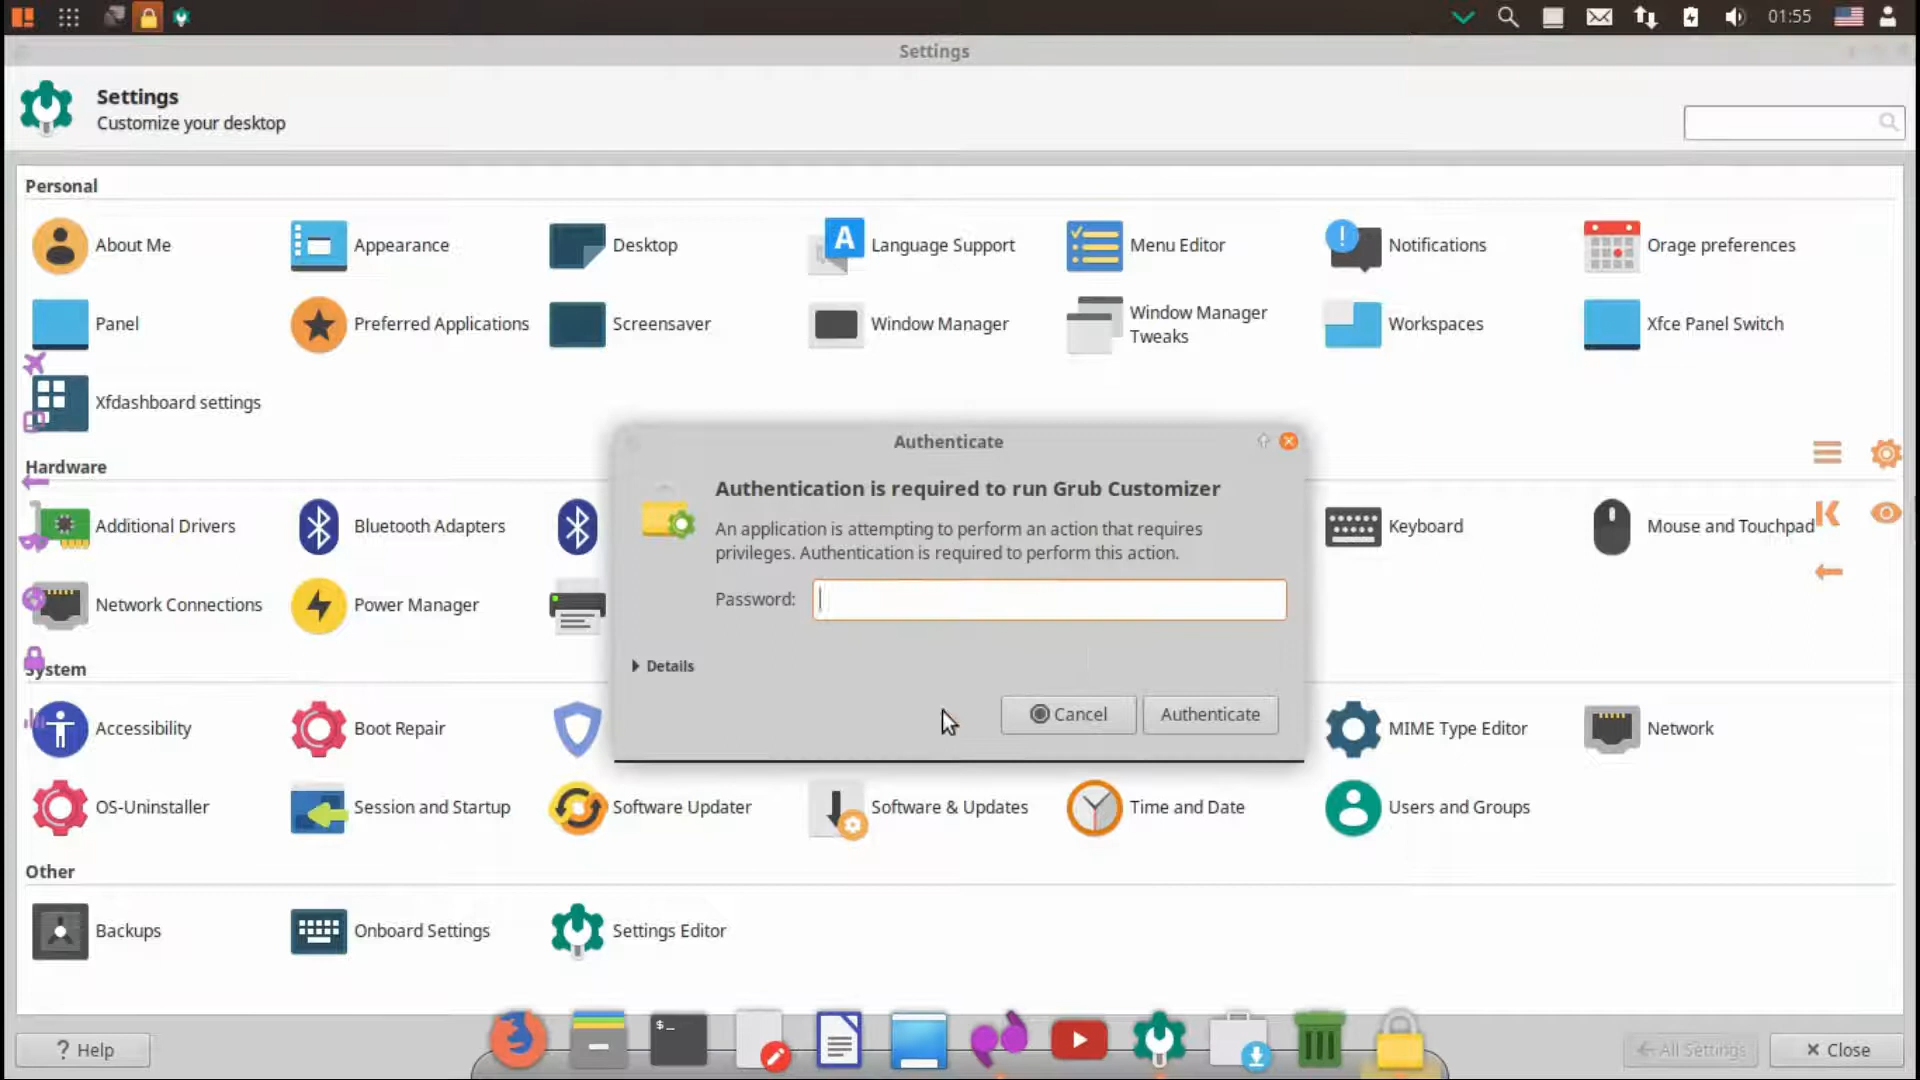 01:55
Settings
Settings
Customize your desktop
Personal
About Me
Appearance
Desktop
Language Support
Menu Editor
Notifications
Orage preferences
Panel
Preferred Applications
Screensaver
Window Manager
Window Manager
Tweaks
Workspaces
Xfce Panel Switch
Xfdashboard settings
Authenticate
Hardware
Authentication is required to run Grub Customizer
An application is attempting to perform an action that requires
privileges. Authentication is required to perform this action.
Additional Drivers
Bluetooth Adapters
Keyboard
Mouse and Touchpad
Password:
Network Connections
Power Manager
System
Details
Cancel
Authenticate
Accessibility
Boot Repair
MIME Type Editor
Network
OS-Uninstaller
Session and Startup
Software Updater
Software & Updates
Time and Date
Users and Groups
Other
Backups
Onboard Settings
Settings Editor
$_
? Help
All Settings
Close